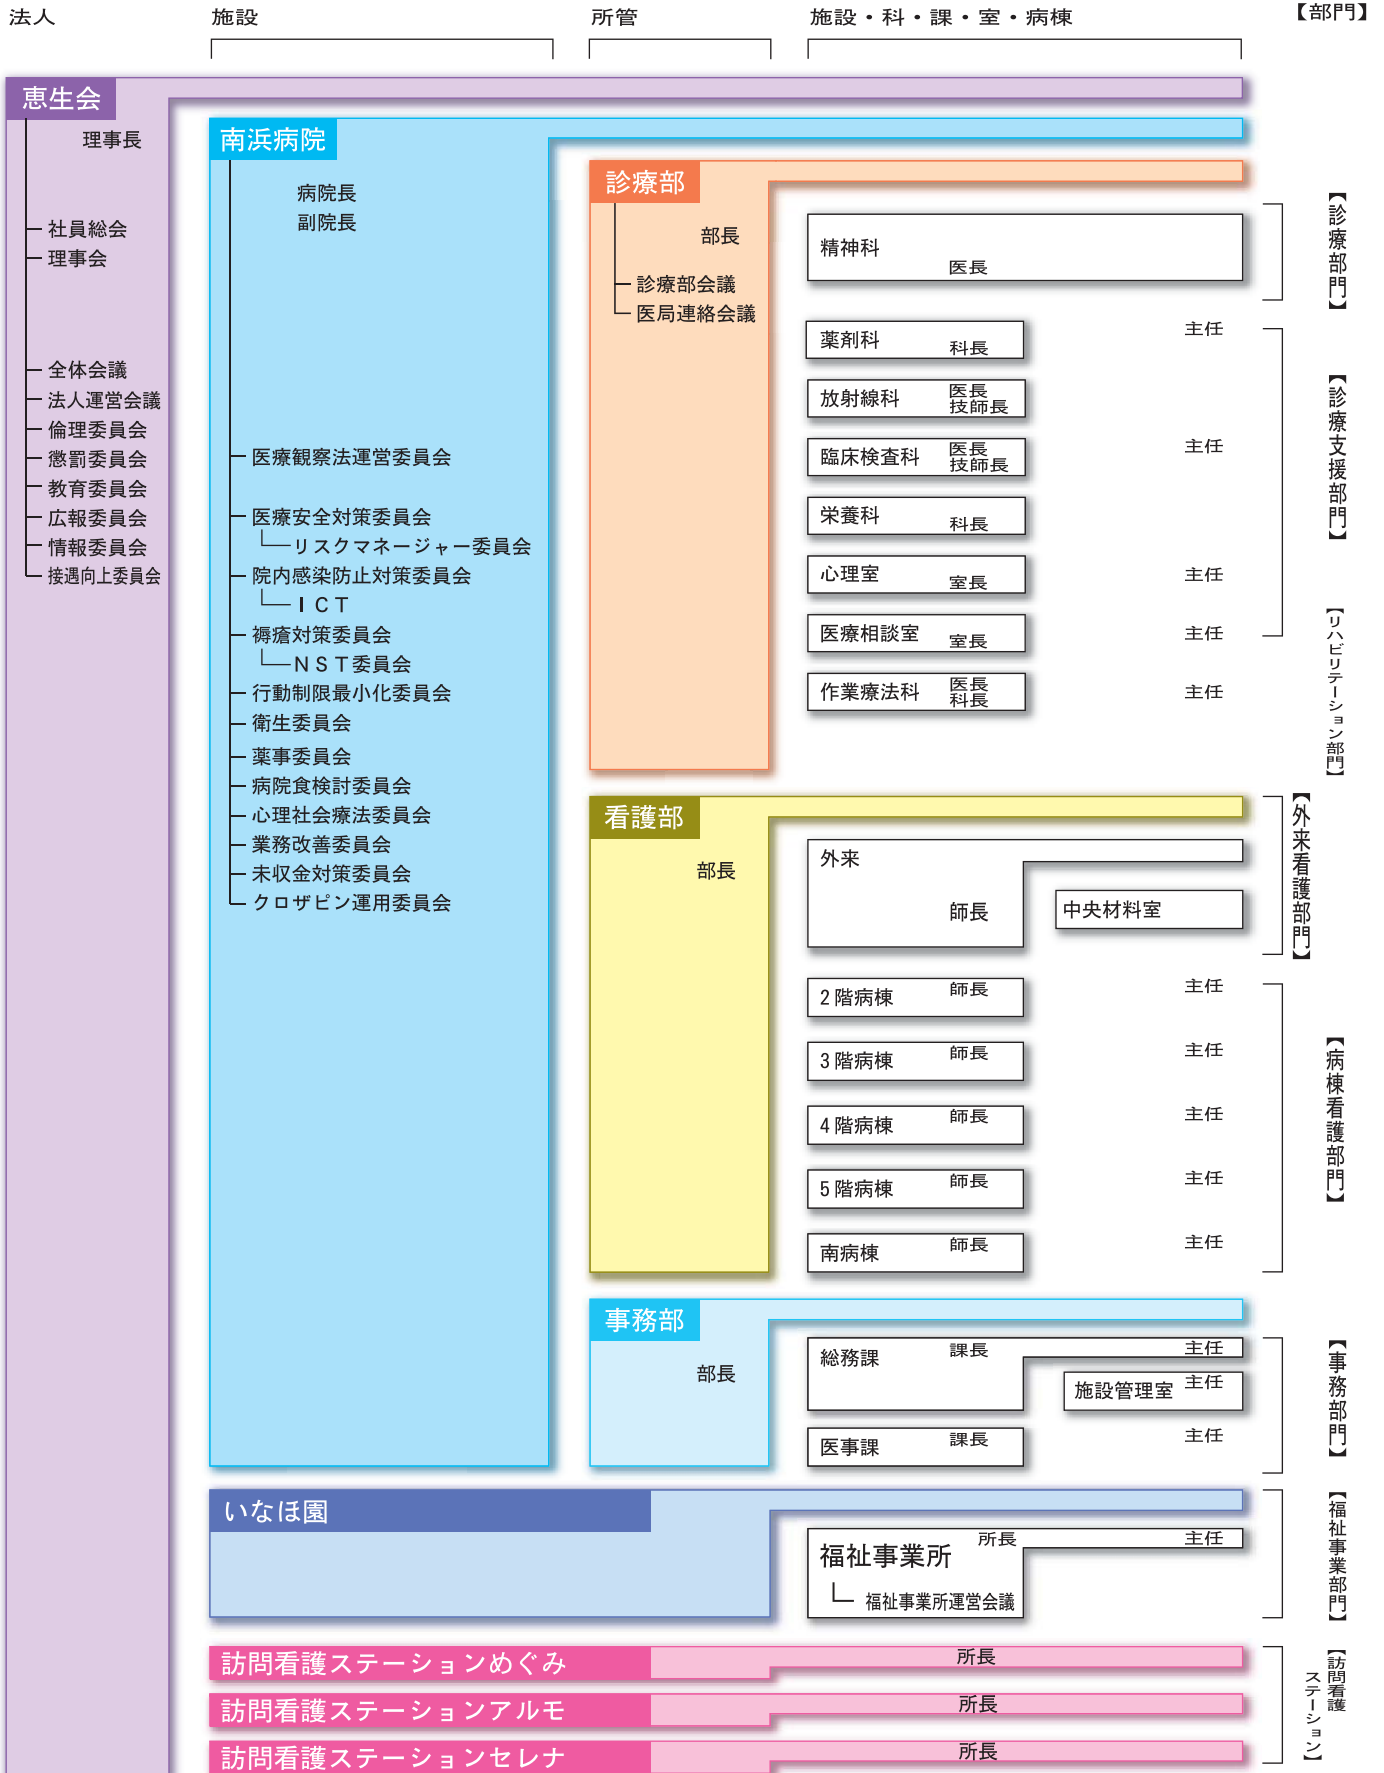 法人
施設
所管
施設・科・課・室・病棟
【部門】
恵生会
理事長
社員総会
理事会
全体会議
法人運営会議
倫理委員会
懲罰委員会
教育委員会
広報委員会
情報委員会
接遇向上委員会
南浜病院
病院長
副院長
医療観察法運営委員会
医療安全対策委員会
リスクマネージャー委員会
院内感染防止対策委員会
ICT
褥瘡対策委員会
NST委員会
行動制限最小化委員会
衛生委員会
薬事委員会
病院食検討委員会
心理社会療法委員会
業務改善委員会
未収金対策委員会
クロザピン運用委員会
診療部
部長
診療部会議
医局連絡会議
精神科
医長
【診療部門】
薬剤科 科長 主任
放射線科 医長
技師長
臨床検査科 医長 主任
技師長
栄養科 科長
心理室 室長 主任
医療相談室 室長 主任
【診療支援部門】
作業療法科 医長 主任
科長
【リハビリテーション部門】
看護部
部長
外来
師長
中央材料室
【外来看護部門】
2階病棟 師長 主任
3階病棟 師長 主任
4階病棟 師長 主任
5階病棟 師長 主任
南病棟 師長 主任
【病棟看護部門】
事務部
部長
総務課 課長 主任
施設管理室 主任
医事課 課長 主任
【事務部門】
いなほ園
福祉事業所 所長 主任
福祉事業所運営会議
【福祉事業部門】
訪問看護ステーションめぐみ 所長
訪問看護ステーションアルモ 所長
訪問看護ステーションセレナ 所長
【訪問看護
ステーション】